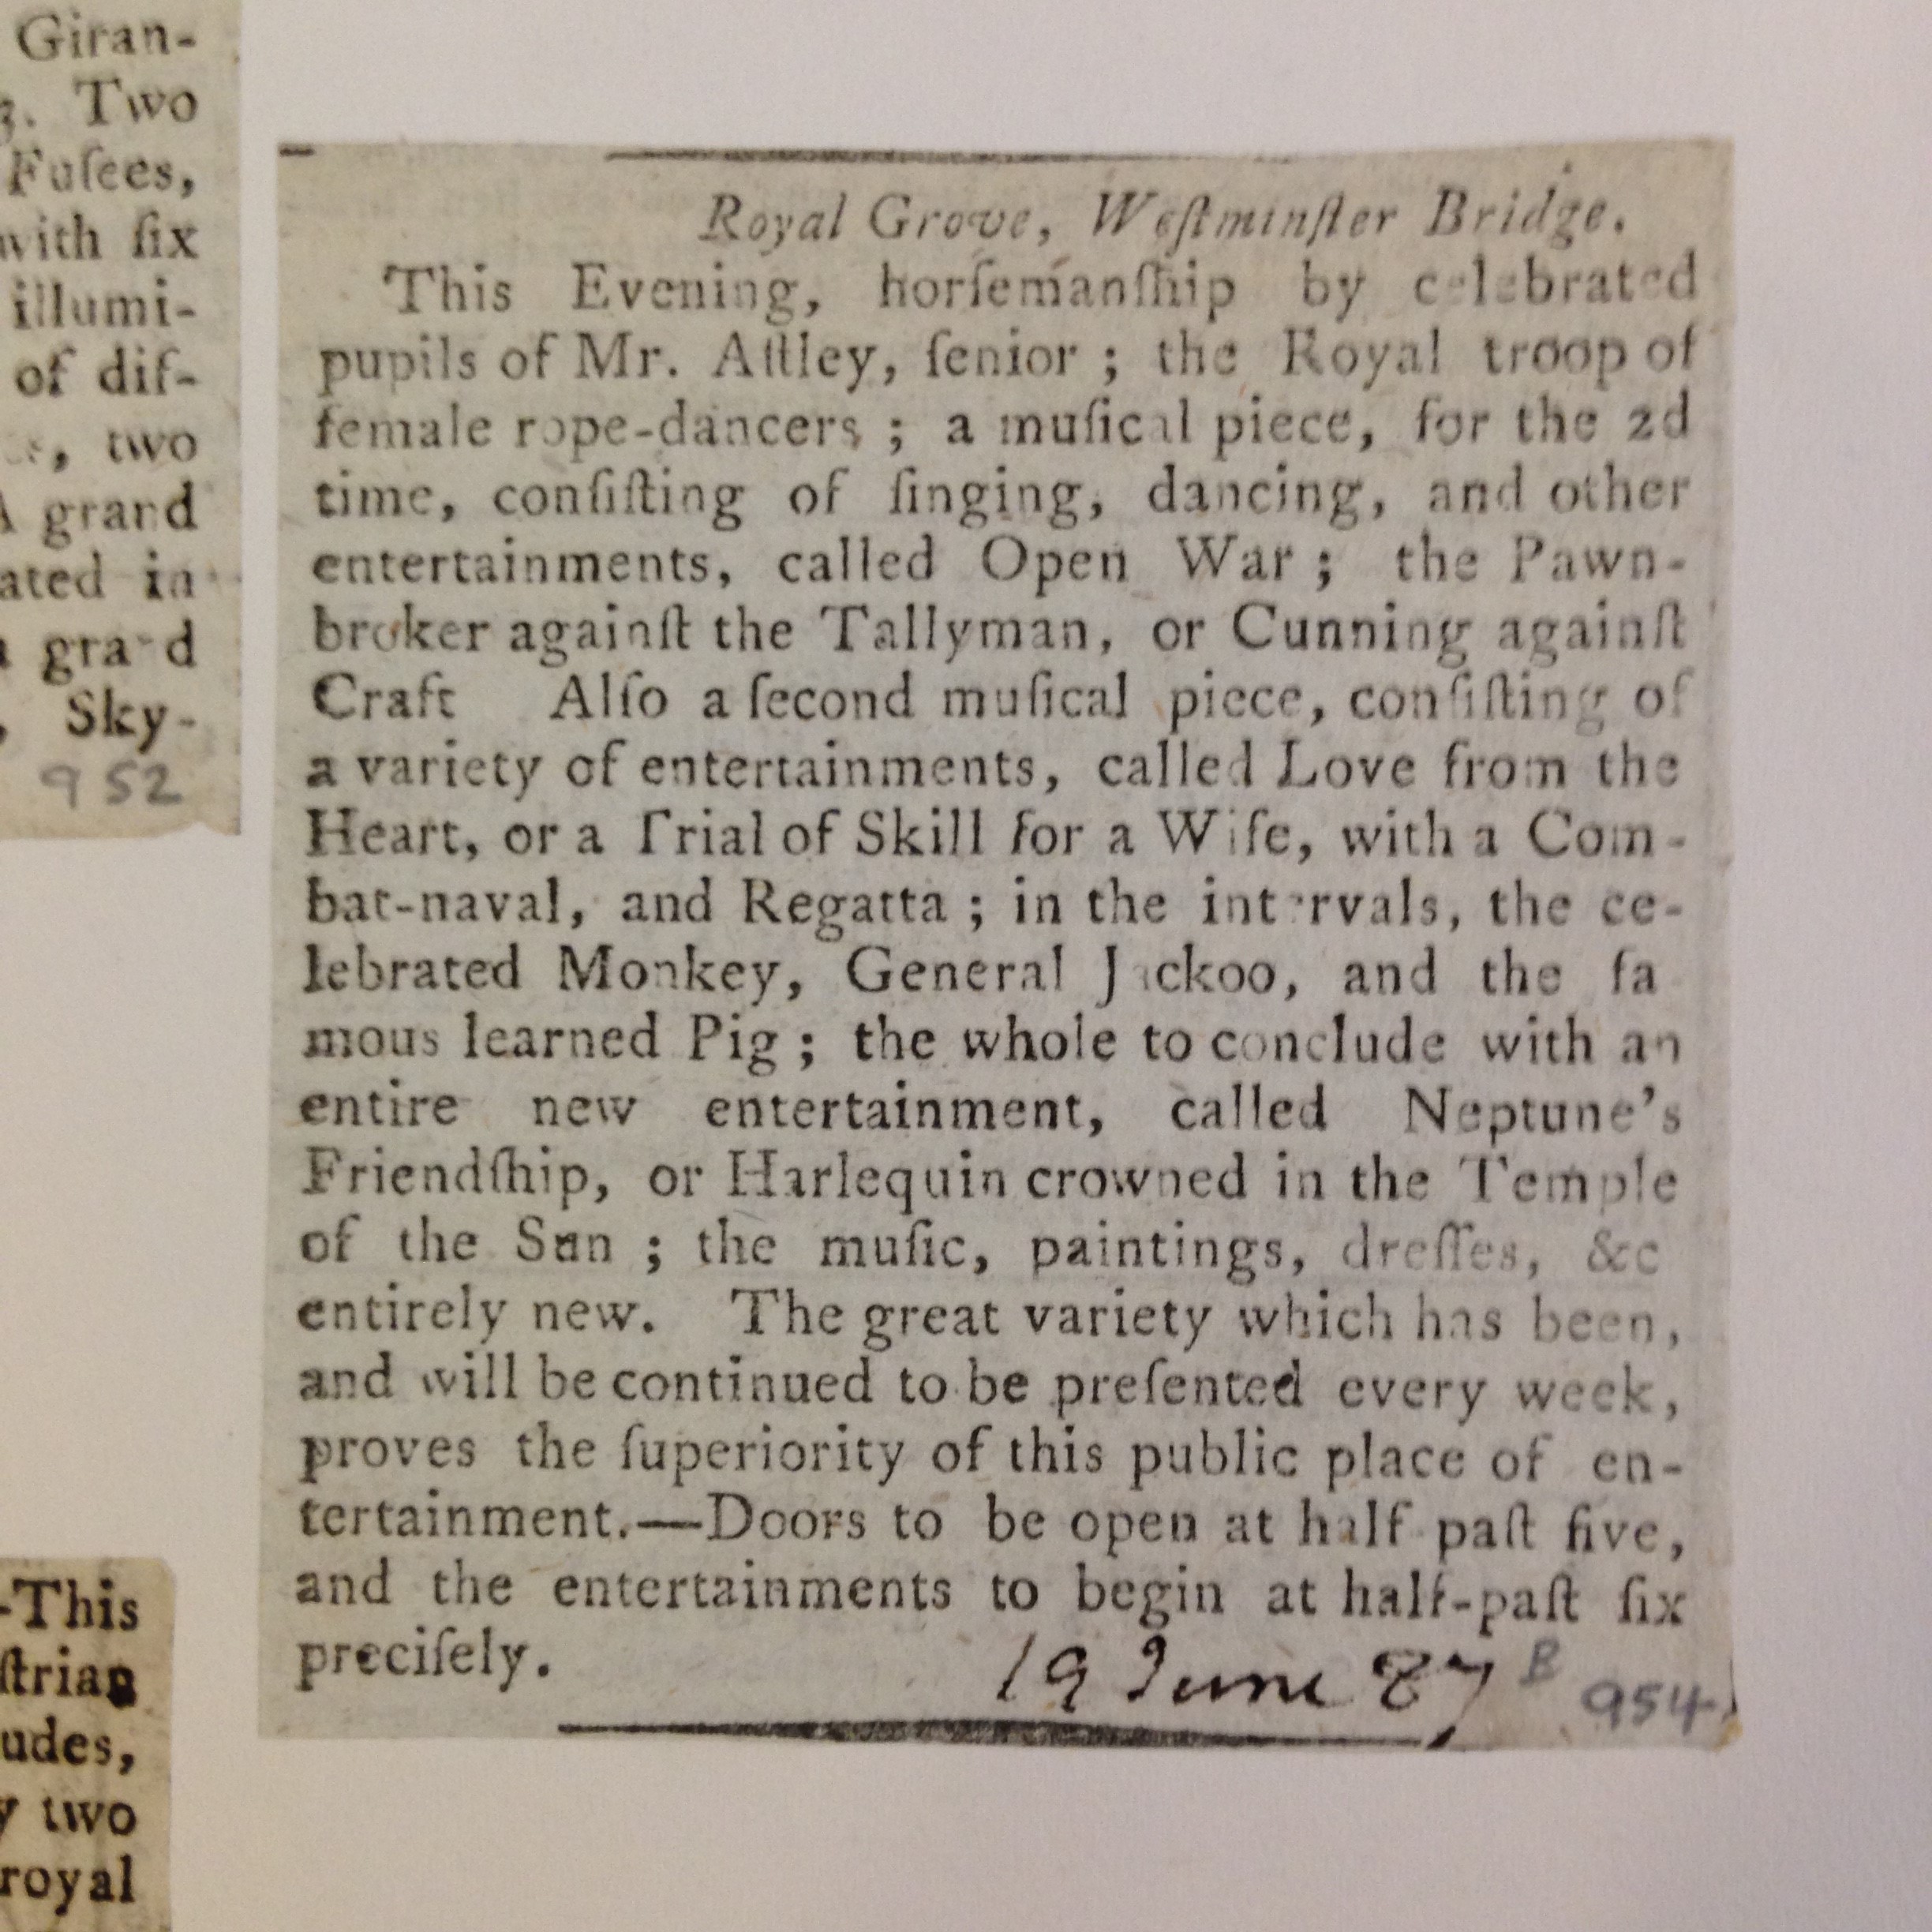 Giran-
3. Two
Fuſees,
with ſix
illumi-
of dif-
two
A grand
ated in
a grand
, Sky-
952
Royal Grove, Weſtminſter Bridge.
This Evening, horſemanſhip by celebrated
pupils of Mr. Aſtley, ſenior ; the Royal troop of
female rope-dancers ; a muſical piece, for the 2d
time, conſiſting of ſinging, dancing, and other
entertainments, called Open War ; the Pawn-
broker againſt the Tallyman, or Cunning againſt
Craft Alſo a ſecond muſical piece, conſiſting of
a variety of entertainments, called Love from the
Heart, or a Trial of Skill for a Wife, with a Com-
bat-naval, and Regatta ; in the intervals, the ce-
lebrated Monkey, General Jackoo, and the fa
mous learned Pig ; the whole to conclude with an
entire new entertainment, called Neptune's
Friendſhip, or Harlequin crowned in the Temple
of the Sun ; the muſic, paintings, dreſſes, &c
entirely new. The great variety which has been,
and will be continued to be preſented every week,
proves the ſuperiority of this public place of en-
tertainment.—Doors to be open at half paſt five,
and the entertainments to begin at half-paſt ſix
preciſely.
19 June 87 B 954
-This
ſtrian
udes,
y two
royal